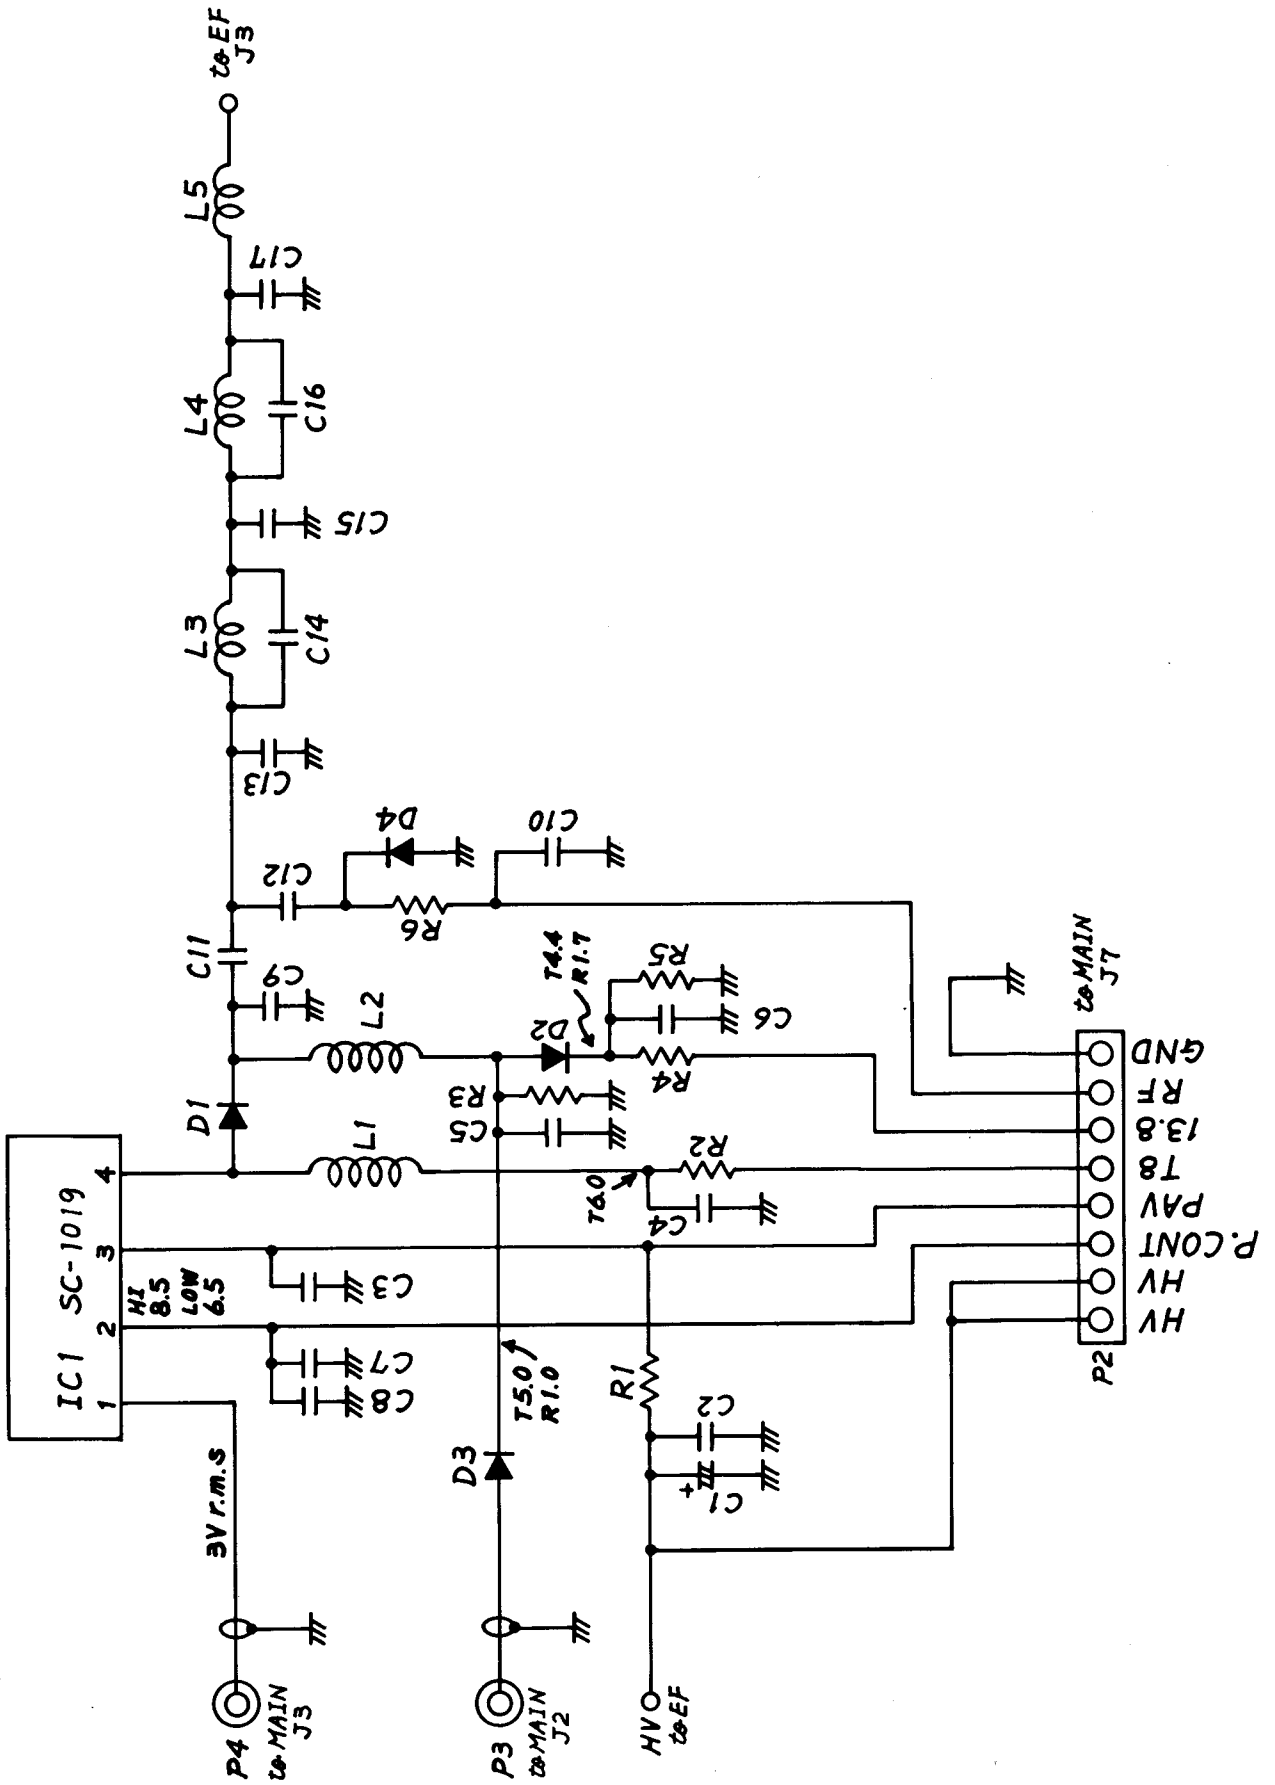 to EF
J3
L5
C17
L4
C16
C15
L3
C14
C13
D4
C10
C12
R6
C11
C9
T4.4
R1.7
R5
L2
D2
C6
R4
R3
C5
D1
L1
R2
T6.0
C4
IC1 SC-1019
4
3
2
1
HI
8.5
LOW
6.5
C3
C7
C8
T5.0
R1.0
R1
C2
+
C1
D3
3V r.m.s
P4
to MAIN
J3
P3
to MAIN
J2
HV
to EF
to MAIN
J7
GND
RF
13.8
T8
PAV
P.CONT
HV
HV
P2